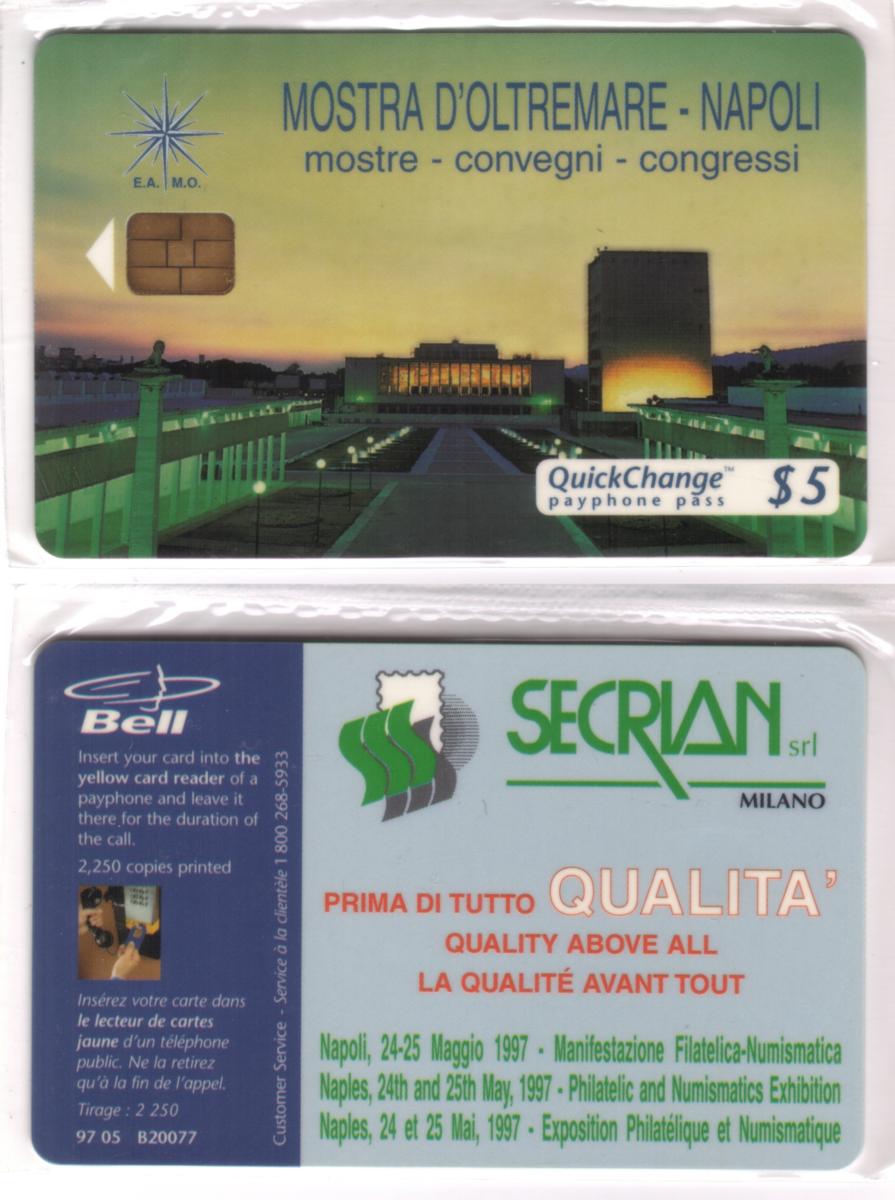 MOSTRA D'OLTREMARE - NAPOLI
mostre - convegni - congressi
E.A. M.O.
QuickChange™
payphone pass
$5
Bell
Insert your card into the
yellow card reader of a
payphone and leave it
there for the duration of
the call.
2,250 copies printed
Insérez votre carte dans
le lecteur de cartes
jaune d'un téléphone
public. Ne la retirez
qu'à la fin de l'appel.
Tirage : 2 250
97 05 B20077
Customer Service - Service à la clientèle 1 800 268-5933
SECRIAN srl
MILANO
PRIMA DI TUTTO QUALITA'
QUALITY ABOVE ALL
LA QUALITÉ AVANT TOUT
Napoli, 24-25 Maggio 1997 - Manifestazione Filatelica-Numismatica
Naples, 24th and 25th May, 1997 - Philatelic and Numismatics Exhibition
Naples, 24 et 25 Mai, 1997 - Exposition Philatélique et Numismatique